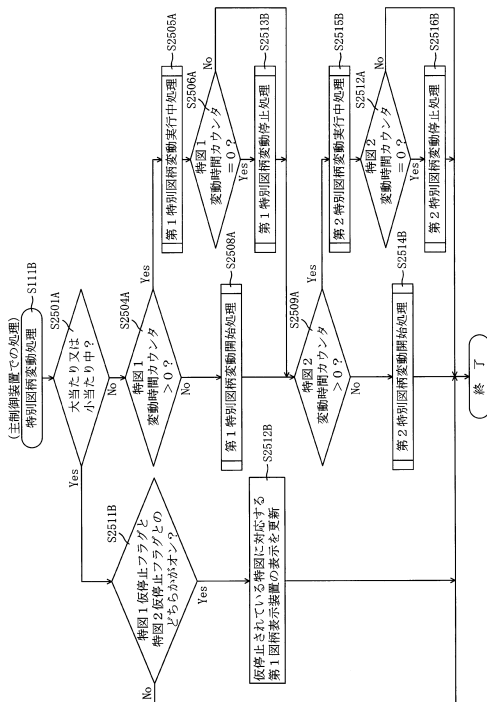 (主制御装置での処理)
特別図柄変動処理
S111B
大当たり又は
小当たり中?
S2501A
Yes
No
特図1仮停止フラグと
特図2仮停止フラグとの
どちらかがオン?
S2511B
No
Yes
仮停止されている特図に対応する
第1図柄表示装置の表示を更新
S2512B
特図1
変動時間カウンタ
>0?
S2504A
Yes
No
第1特別図柄変動開始処理
S2508A
第1特別図柄変動実行中処理
S2505A
特図1
変動時間カウンタ
=0?
S2506A
No
Yes
第1特別図柄変動停止処理
S2513B
特図2
変動時間カウンタ
>0?
S2509A
Yes
No
第2特別図柄変動開始処理
S2514B
第2特別図柄変動実行中処理
S2515B
特図2
変動時間カウンタ
=0?
S2512A
No
Yes
第2特別図柄変動停止処理
S2516B
終了